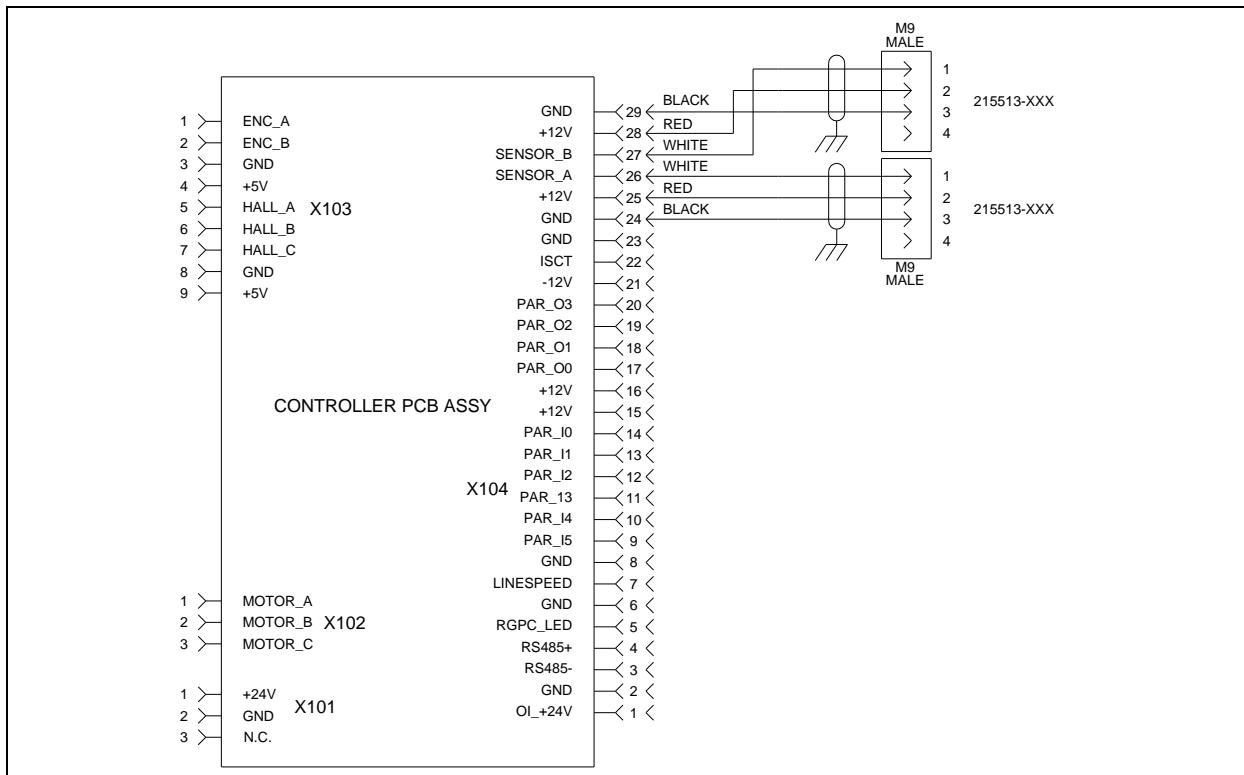 M9
MALE
1
2
3
4
215513-XXX
1
2
3
4
215513-XXX
M9
MALE
GND 29 BLACK
+12V 28 RED
SENSOR_B 27 WHITE
SENSOR_A 26 WHITE
+12V 25 RED
GND 24 BLACK
GND 23
ISCT 22
-12V 21
PAR_O3 20
PAR_O2 19
PAR_O1 18
PAR_O0 17
+12V 16
+12V 15
PAR_I0 14
PAR_I1 13
PAR_I2 12
PAR_13 11
PAR_I4 10
PAR_I5 9
GND 8
LINESPEED 7
GND 6
RGPC_LED 5
RS485+ 4
RS485- 3
GND 2
OI_+24V 1
X104
1 ENC_A
2 ENC_B
3 GND
4 +5V
5 HALL_A
6 HALL_B
7 HALL_C
8 GND
9 +5V
X103
CONTROLLER PCB ASSY
1 MOTOR_A
2 MOTOR_B
3 MOTOR_C
X102
1 +24V
2 GND
3 N.C.
X101